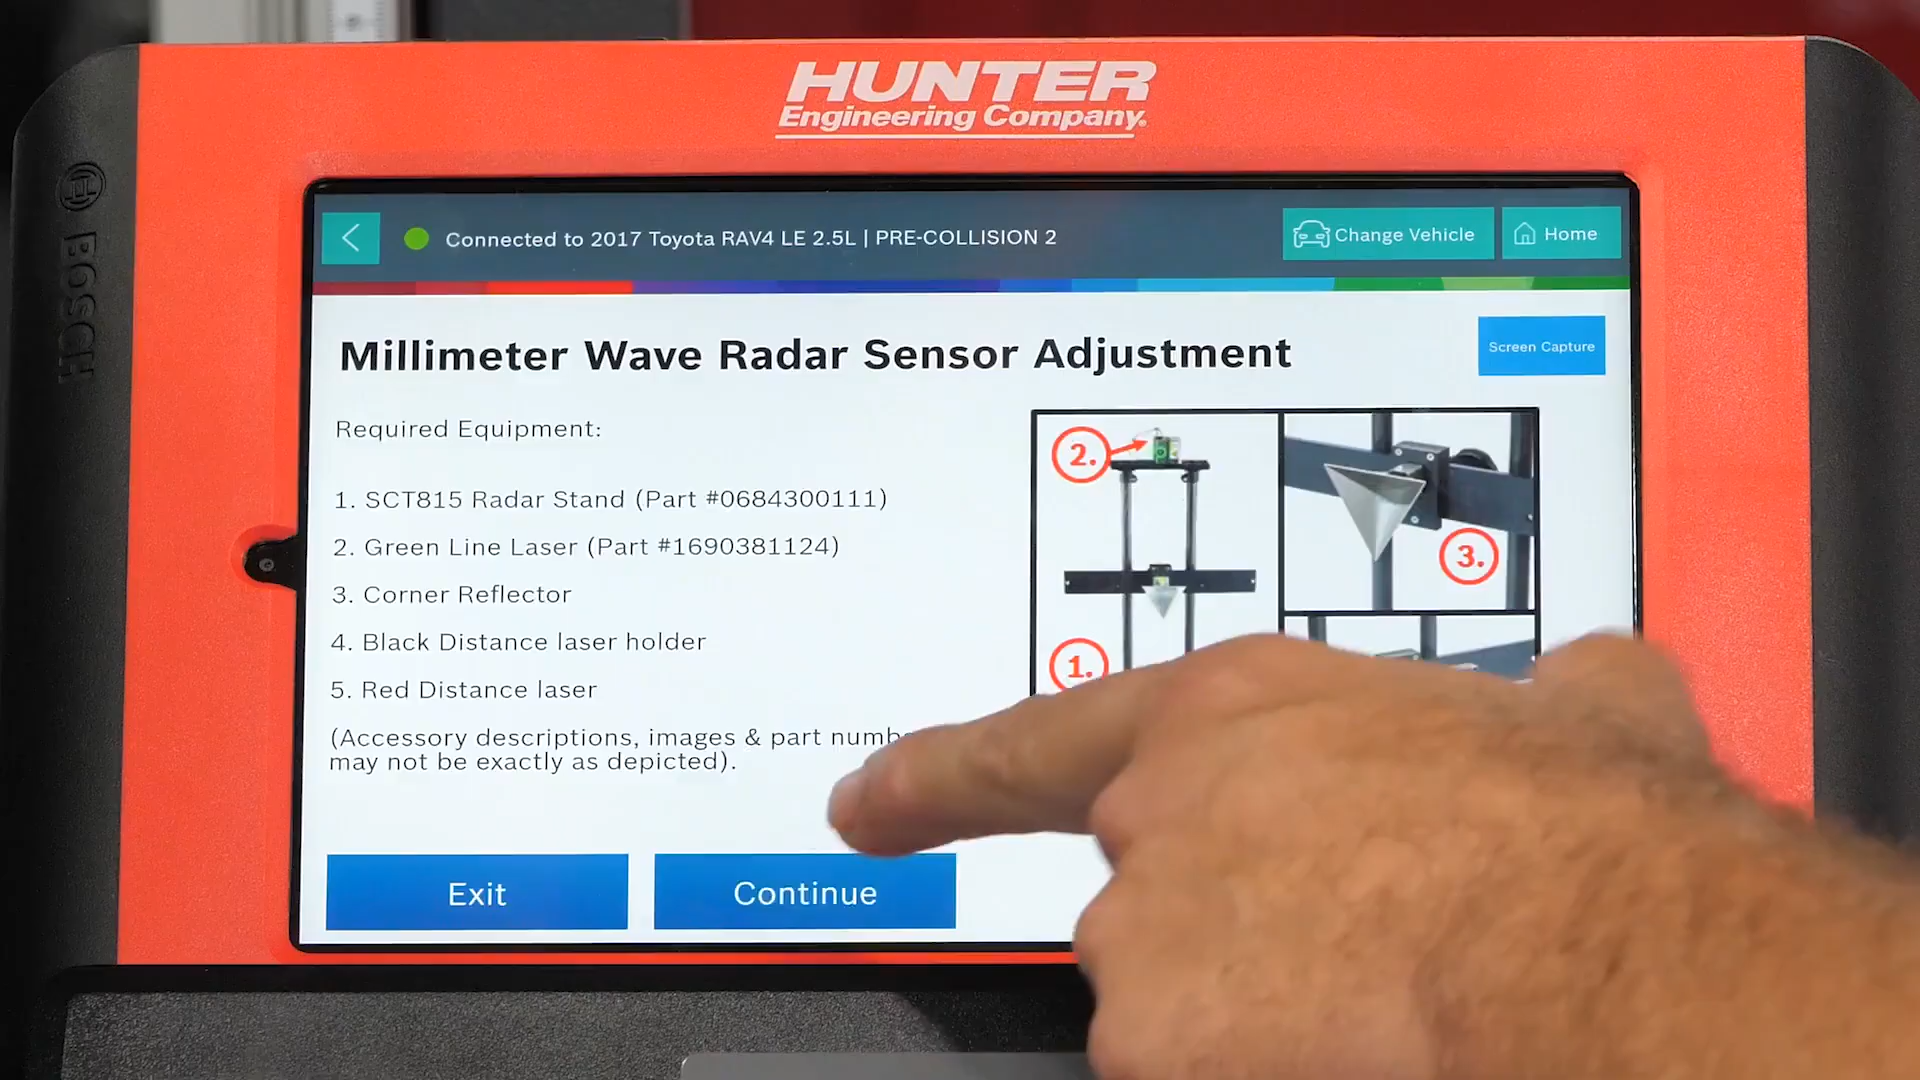 HUNTER
Engineering Company®
BOSCH
Connected to 2017 Toyota RAV4 LE 2.5L | PRE-COLLISION 2
Change Vehicle
Home
Millimeter Wave Radar Sensor Adjustment
Screen Capture
Required Equipment:
1. SCT815 Radar Stand (Part #0684300111)
2. Green Line Laser (Part #1690381124)
3. Corner Reflector
4. Black Distance laser holder
5. Red Distance laser
(Accessory descriptions, images & part
may not be exactly as depicted).
2.
3.
1.
Exit
Continue